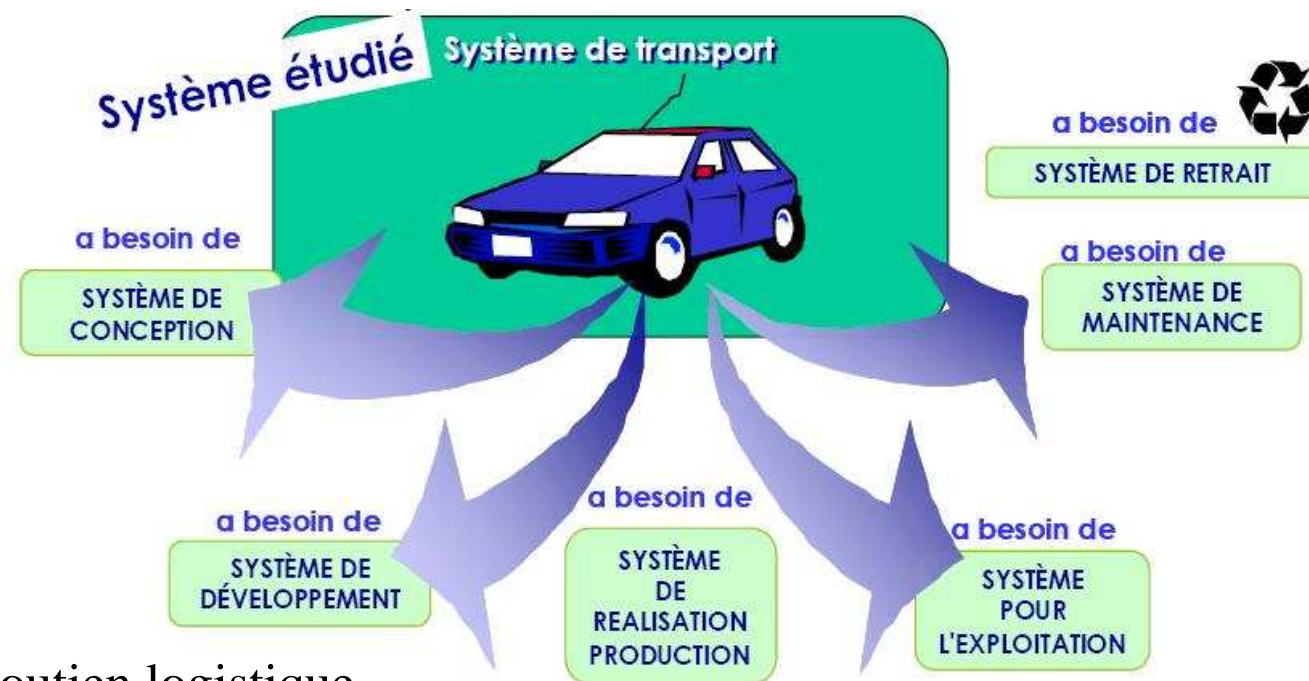 Système étudié
Système de transport
a besoin de
SYSTÈME DE RETRAIT
a besoin de
SYSTÈME DE
CONCEPTION
a besoin de
SYSTÈME DE
MAINTENANCE
a besoin de
SYSTÈME DE
DÉVELOPPEMENT
a besoin de
SYSTÈME
DE
REALISATION
PRODUCTION
a besoin de
SYSTÈME
POUR
L'EXPLOITATION
logistique